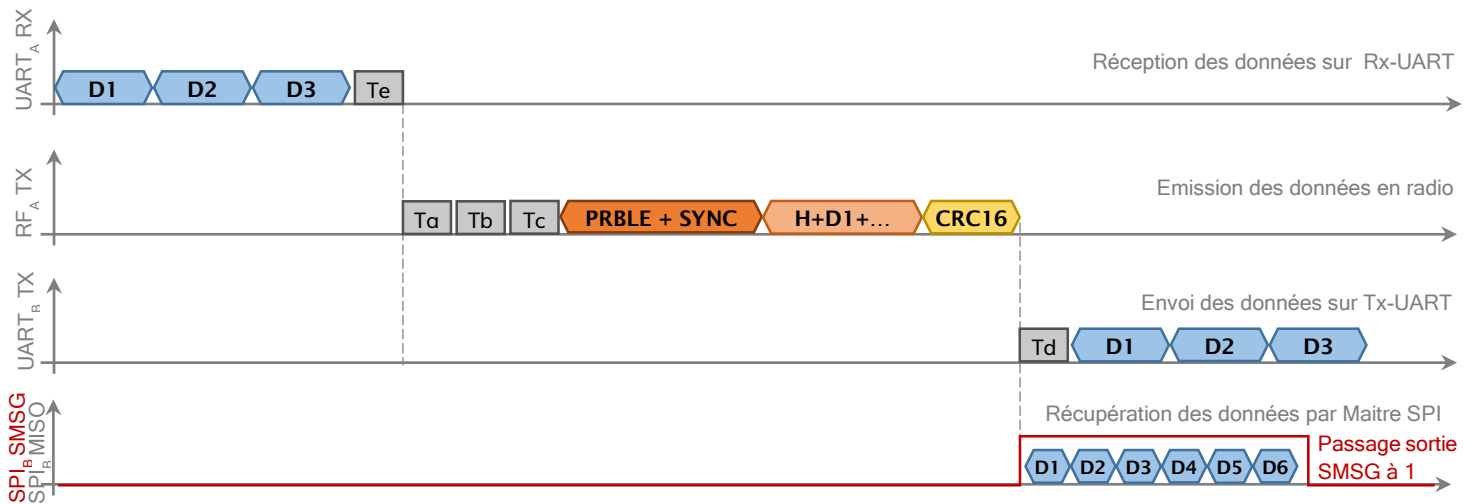 UART_A RX
Réception des données sur Rx-UART
D1 D2 D3 Te
RF_A TX
Emission des données en radio
Ta Tb Tc PRBLE + SYNC H+D1+... CRC16
UART_B TX
Envoi des données sur Tx-UART
Td D1 D2 D3
SPI_B SMSG
SPI_B MISO
Récupération des données par Maitre SPI
D1 D2 D3 D4 D5 D6
Passage sortie
SMSG à 1